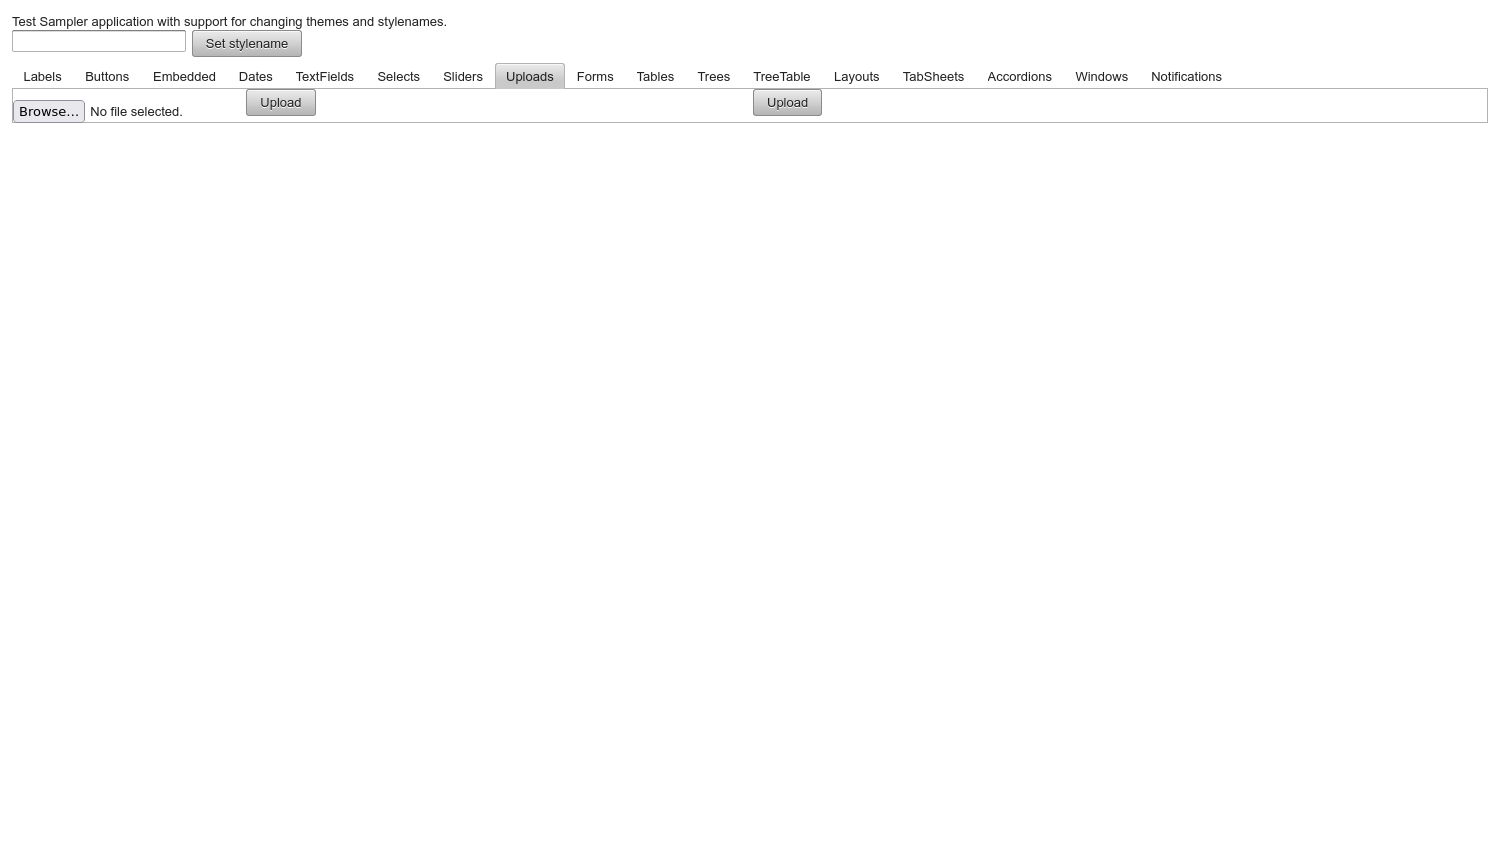 Test Sampler application with support for changing themes and stylenames.
Set stylename
Labels Buttons Embedded Dates TextFields Selects Sliders Uploads Forms Tables Trees TreeTable Layouts TabSheets Accordions Windows Notifications
Browse... No file selected. Upload Upload